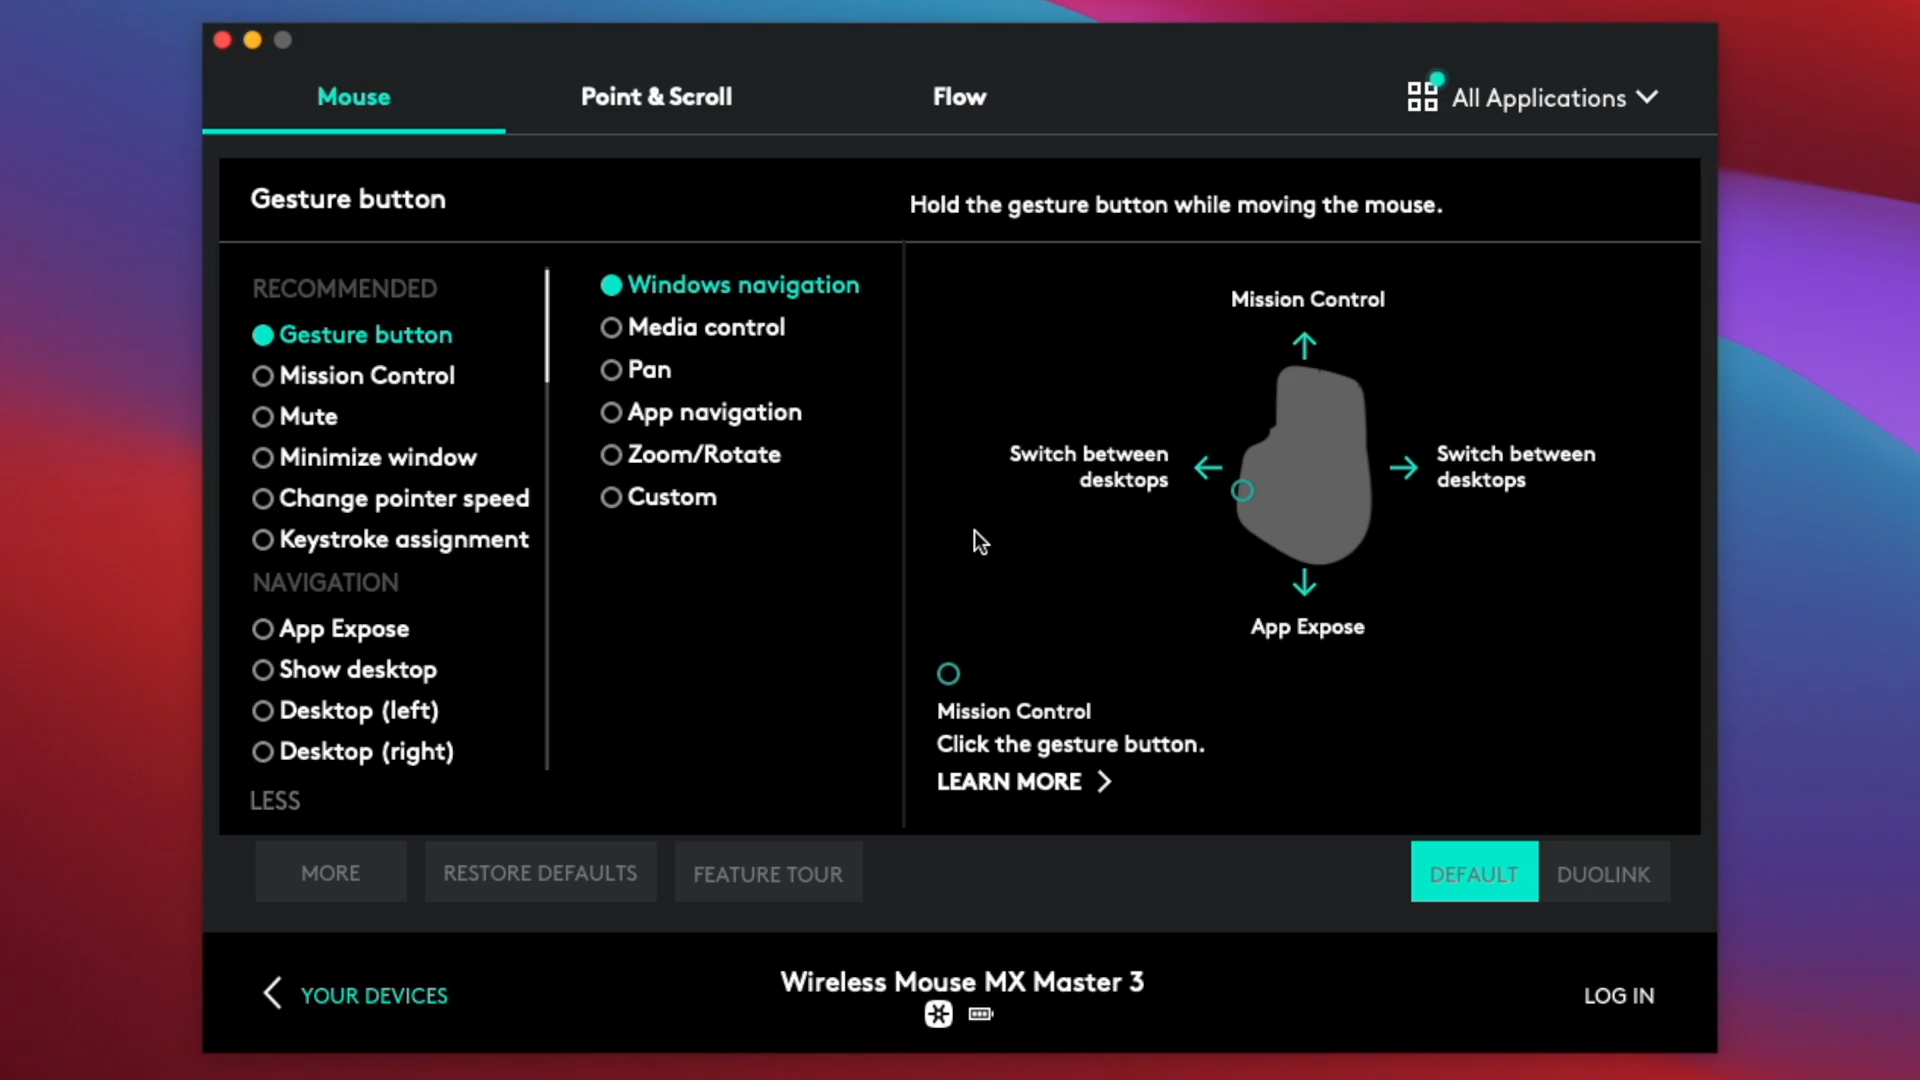 Mouse
Point & Scroll
Flow
All Applications
Gesture button
Hold the gesture button while moving the mouse.
RECOMMENDED
Gesture button
Mission Control
Mute
Minimize window
Change pointer speed
Keystroke assignment
NAVIGATION
App Expose
Show desktop
Desktop (left)
Desktop (right)
LESS
Windows navigation
Media control
Pan
App navigation
Zoom/Rotate
Custom
Mission Control
Switch between
desktops
Switch between
desktops
App Expose
Mission Control
Click the gesture button.
LEARN MORE
MORE
RESTORE DEFAULTS
FEATURE TOUR
DEFAULT
DUOLINK
YOUR DEVICES
Wireless Mouse MX Master 3
LOG IN